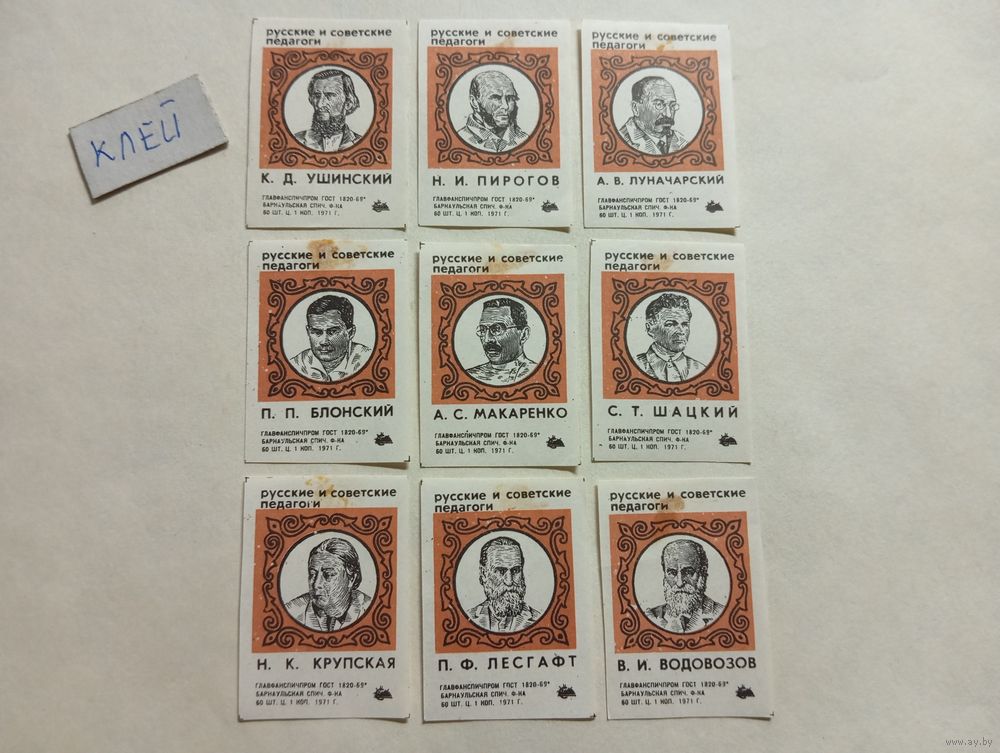 КЛЕЙ
русские и советские
педагоги
К. Д. УШИНСКИЙ
ГЛАВФАНСПИЧПРОМ ГОСТ 1820-69*
БАРНАУЛЬСКАЯ СПИЧ. Ф-КА
60 ШТ. Ц. 1 КОП. 1971 Г.
русские и советские
педагоги
Н. И. ПИРОГОВ
ГЛАВФАНСПИЧПРОМ ГОСТ 1820-69*
БАРНАУЛЬСКАЯ СПИЧ. Ф-КА
60 ШТ. Ц. 1 КОП. 1971 Г.
русские и советские
педагоги
А. В. ЛУНАЧАРСКИЙ
ГЛАВФАНСПИЧПРОМ ГОСТ 1820-69*
БАРНАУЛЬСКАЯ СПИЧ. Ф-КА
60 ШТ. Ц. 1 КОП. 1971 Г.
русские и советские
педагоги
П. П. БЛОНСКИЙ
ГЛАВФАНСПИЧПРОМ ГОСТ 1820-69*
БАРНАУЛЬСКАЯ СПИЧ. Ф-КА
60 ШТ. Ц. 1 КОП. 1971 Г.
русские и советские
педагоги
А. С. МАКАРЕНКО
ГЛАВФАНСПИЧПРОМ ГОСТ 1820-69*
БАРНАУЛЬСКАЯ СПИЧ. Ф-КА
60 ШТ. Ц. 1 КОП. 1971 Г.
русские и советские
педагоги
С. Т. ШАЦКИЙ
ГЛАВФАНСПИЧПРОМ ГОСТ 1820-69*
БАРНАУЛЬСКАЯ СПИЧ. Ф-КА
60 ШТ. Ц. 1 КОП. 1971 Г.
русские и советские
педагоги
Н. К. КРУПСКАЯ
ГЛАВФАНСПИЧПРОМ ГОСТ 1820-69*
БАРНАУЛЬСКАЯ СПИЧ. Ф-КА
60 ШТ. Ц. 1 КОП. 1971 Г.
русские и советские
педагоги
П. Ф. ЛЕСГАФТ
ГЛАВФАНСПИЧПРОМ ГОСТ 1820-69*
БАРНАУЛЬСКАЯ СПИЧ. Ф-КА
60 ШТ. Ц. 1 КОП. 1971 Г.
русские и советские
педагоги
В. И. ВОДОВОЗОВ
ГЛАВФАНСПИЧПРОМ ГОСТ 1820-69*
БАРНАУЛЬСКАЯ СПИЧ. Ф-КА
60 ШТ. Ц. 1 КОП. 1971 Г.
www.ay.by